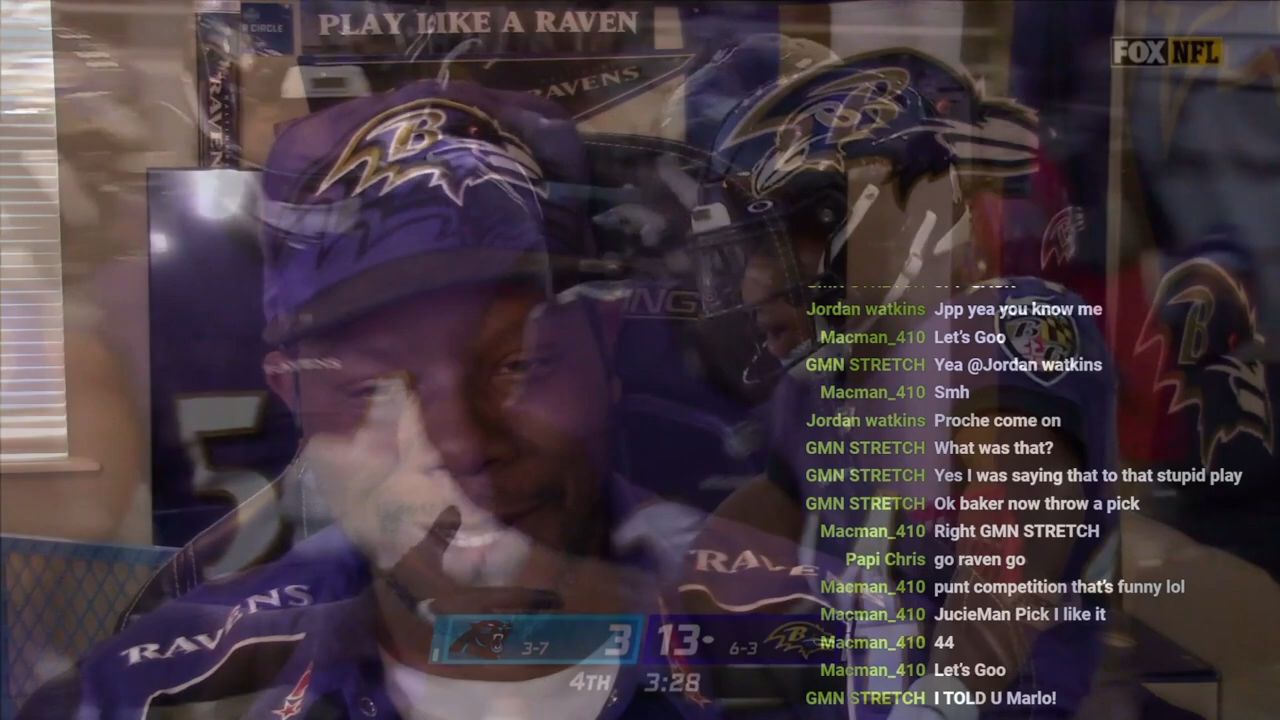 R CIRCLE
PLAY LIKE A RAVEN
RAVENS
RAVEN
FOX NFL
B
B
5
Jordan watkins Jpp yea you know me
Macman_410 Let's Goo
GMN STRETCH Yea @Jordan watkins
Macman_410 Smh
Jordan watkins Proche come on
GMN STRETCH What was that?
GMN STRETCH Yes I was saying that to that stupid play
GMN STRETCH Ok baker now throw a pick
Macman_410 Right GMN STRETCH
Papi Chris go raven go
Macman_410 punt competition that's funny lol
Macman_410 JucieMan Pick I like it
Macman_410 44
Macman_410 Let's Goo
GMN STRETCH I TOLD U Marlo!
RAVENS
RAVE
3-7 3 13 6-3
4TH 3:28